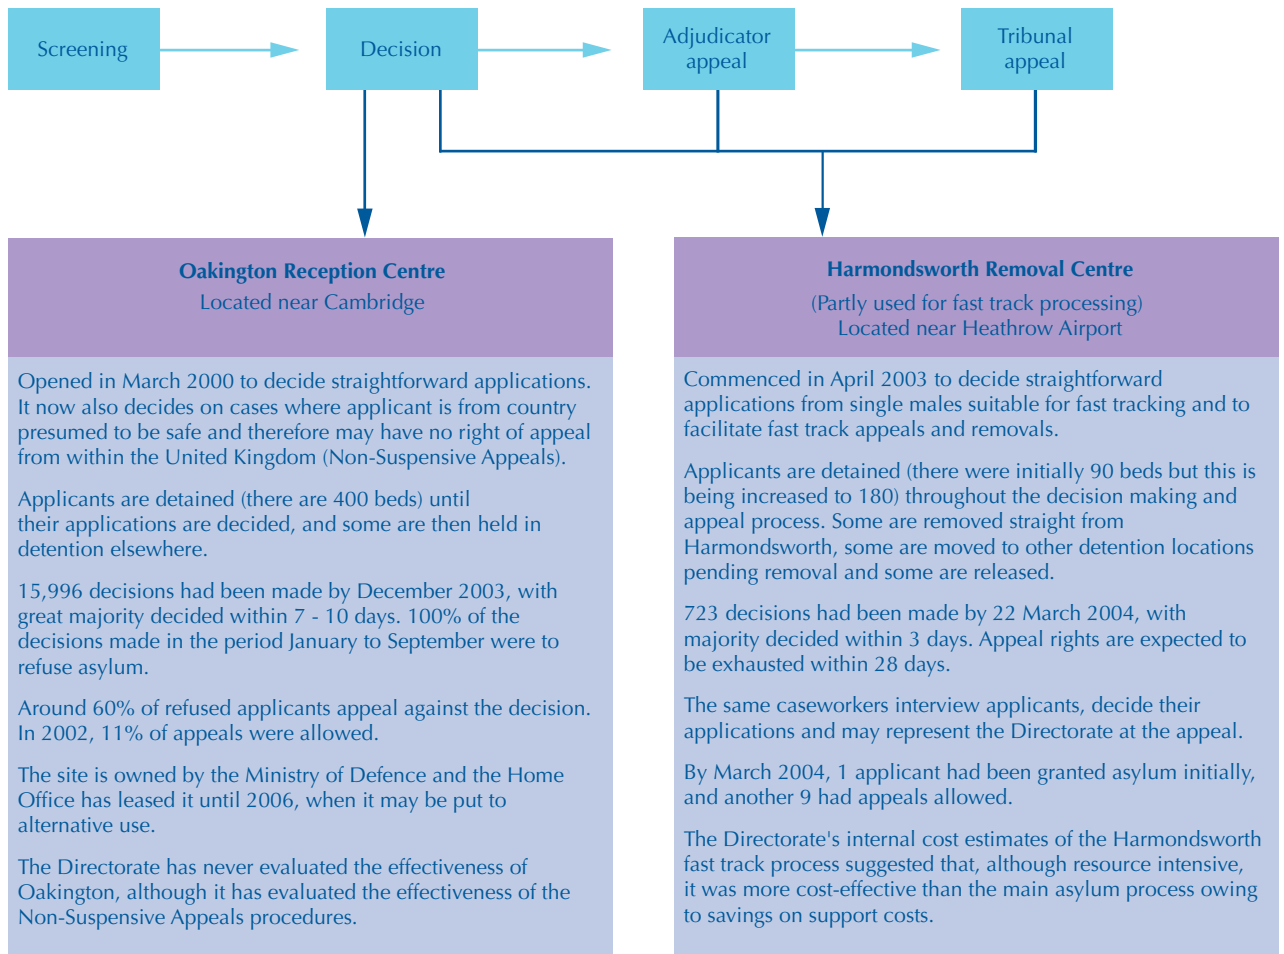 Screening
Decision
Adjudicator
appeal
Tribunal
appeal
Oakington Reception Centre
Located near Cambridge
Opened in March 2000 to decide straightforward applications.
It now also decides on cases where applicant is from country
presumed to be safe and therefore may have no right of appeal
from within the United Kingdom (Non-Suspensive Appeals).
Applicants are detained (there are 400 beds) until
their applications are decided, and some are then held in
detention elsewhere.
15,996 decisions had been made by December 2003, with
great majority decided within 7 - 10 days. 100% of the
decisions made in the period January to September were to
refuse asylum.
Around 60% of refused applicants appeal against the decision.
In 2002, 11% of appeals were allowed.
The site is owned by the Ministry of Defence and the Home
Office has leased it until 2006, when it may be put to
alternative use.
The Directorate has never evaluated the effectiveness of
Oakington, although it has evaluated the effectiveness of the
Non-Suspensive Appeals procedures.
Harmondsworth Removal Centre
(Partly used for fast track processing)
Located near Heathrow Airport
Commenced in April 2003 to decide straightforward
applications from single males suitable for fast tracking and to
facilitate fast track appeals and removals.
Applicants are detained (there were initially 90 beds but this is
being increased to 180) throughout the decision making and
appeal process. Some are removed straight from
Harmondsworth, some are moved to other detention locations
pending removal and some are released.
723 decisions had been made by 22 March 2004, with
majority decided within 3 days. Appeal rights are expected to
be exhausted within 28 days.
The same caseworkers interview applicants, decide their
applications and may represent the Directorate at the appeal.
By March 2004, 1 applicant had been granted asylum initially,
and another 9 had appeals allowed.
The Directorate's internal cost estimates of the Harmondsworth
fast track process suggested that, although resource intensive,
it was more cost-effective than the main asylum process owing
to savings on support costs.